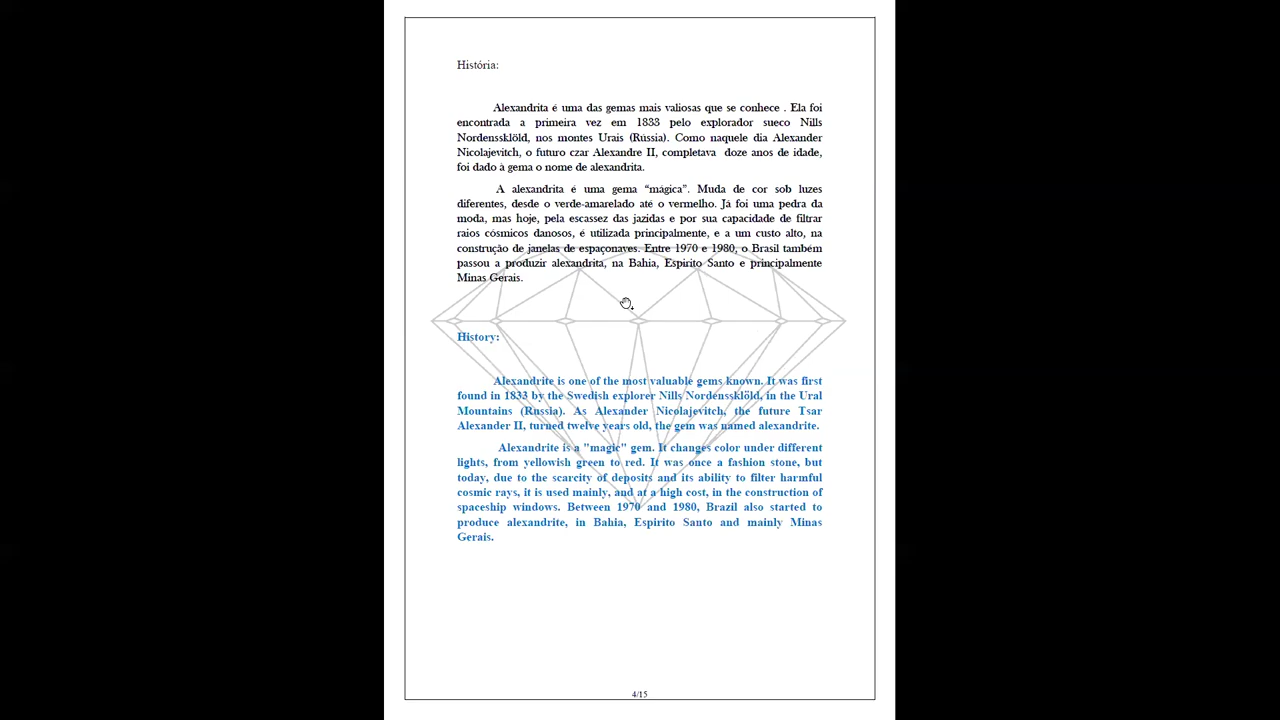 História:
Alexandrita é uma das gemas mais valiosas que se conhece . Ela foi
encontrada a primeira vez em 1833 pelo explorador sueco Nills
Nordenssklöld, nos montes Urais (Rússia). Como naquele dia Alexander
Nicolajevitch, o futuro czar Alexandre II, completava doze anos de idade,
foi dado à gema o nome de alexandrita.
A alexandrita é uma gema “mágica”. Muda de cor sob luzes
diferentes, desde o verde-amarelado até o vermelho. Já foi uma pedra da
moda, mas hoje, pela escassez das jazidas e por sua capacidade de filtrar
raios cósmicos danosos, é utilizada principalmente, e a um custo alto, na
construção de janelas de espaçonaves. Entre 1970 e 1980, o Brasil também
passou a produzir alexandrita, na Bahia, Espírito Santo e principalmente
Minas Gerais.
History:
Alexandrite is one of the most valuable gems known. It was first
found in 1833 by the Swedish explorer Nills Nordenssklöld, in the Ural
Mountains (Russia). As Alexander Nicolajevitch, the future Tsar
Alexander II, turned twelve years old, the gem was named alexandrite.
Alexandrite is a "magic" gem. It changes color under different
lights, from yellowish green to red. It was once a fashion stone, but
today, due to the scarcity of deposits and its ability to filter harmful
cosmic rays, it is used mainly, and at a high cost, in the construction of
spaceship windows. Between 1970 and 1980, Brazil also started to
produce alexandrite, in Bahia, Espirito Santo and mainly Minas
Gerais.
4/15